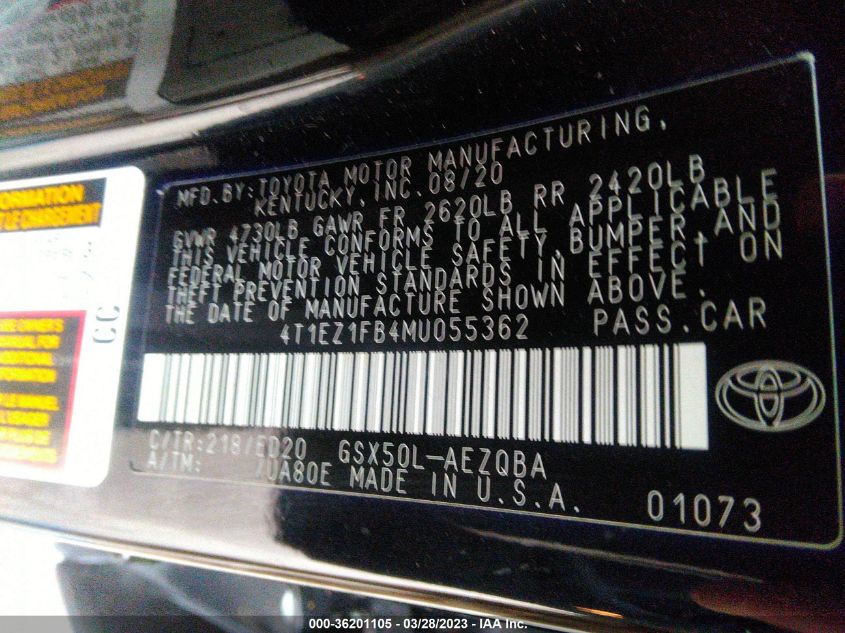 MFD.BY:TOYOTA MOTOR MANUFACTURING,
KENTUCKY, INC. 08/20
GVWR 4730LB GAWR FR 2620LB RR 2420LB
THIS VEHICLE CONFORMS TO ALL APPLICABLE
FEDERAL MOTOR VEHICLE SAFETY, BUMPER, AND
THEFT PREVENTION STANDARDS IN EFFECT ON
THE DATE OF MANUFACTURE SHOWN ABOVE.
4T1EZ1FB4MU055362 PASS.CAR
C/TR:218/ED20 GSX50L-AEZQBA
A/TM: /UA80E MADE IN U.S.A.
01073
CC
000-36201105 - 03/28/2023 - IAA Inc.